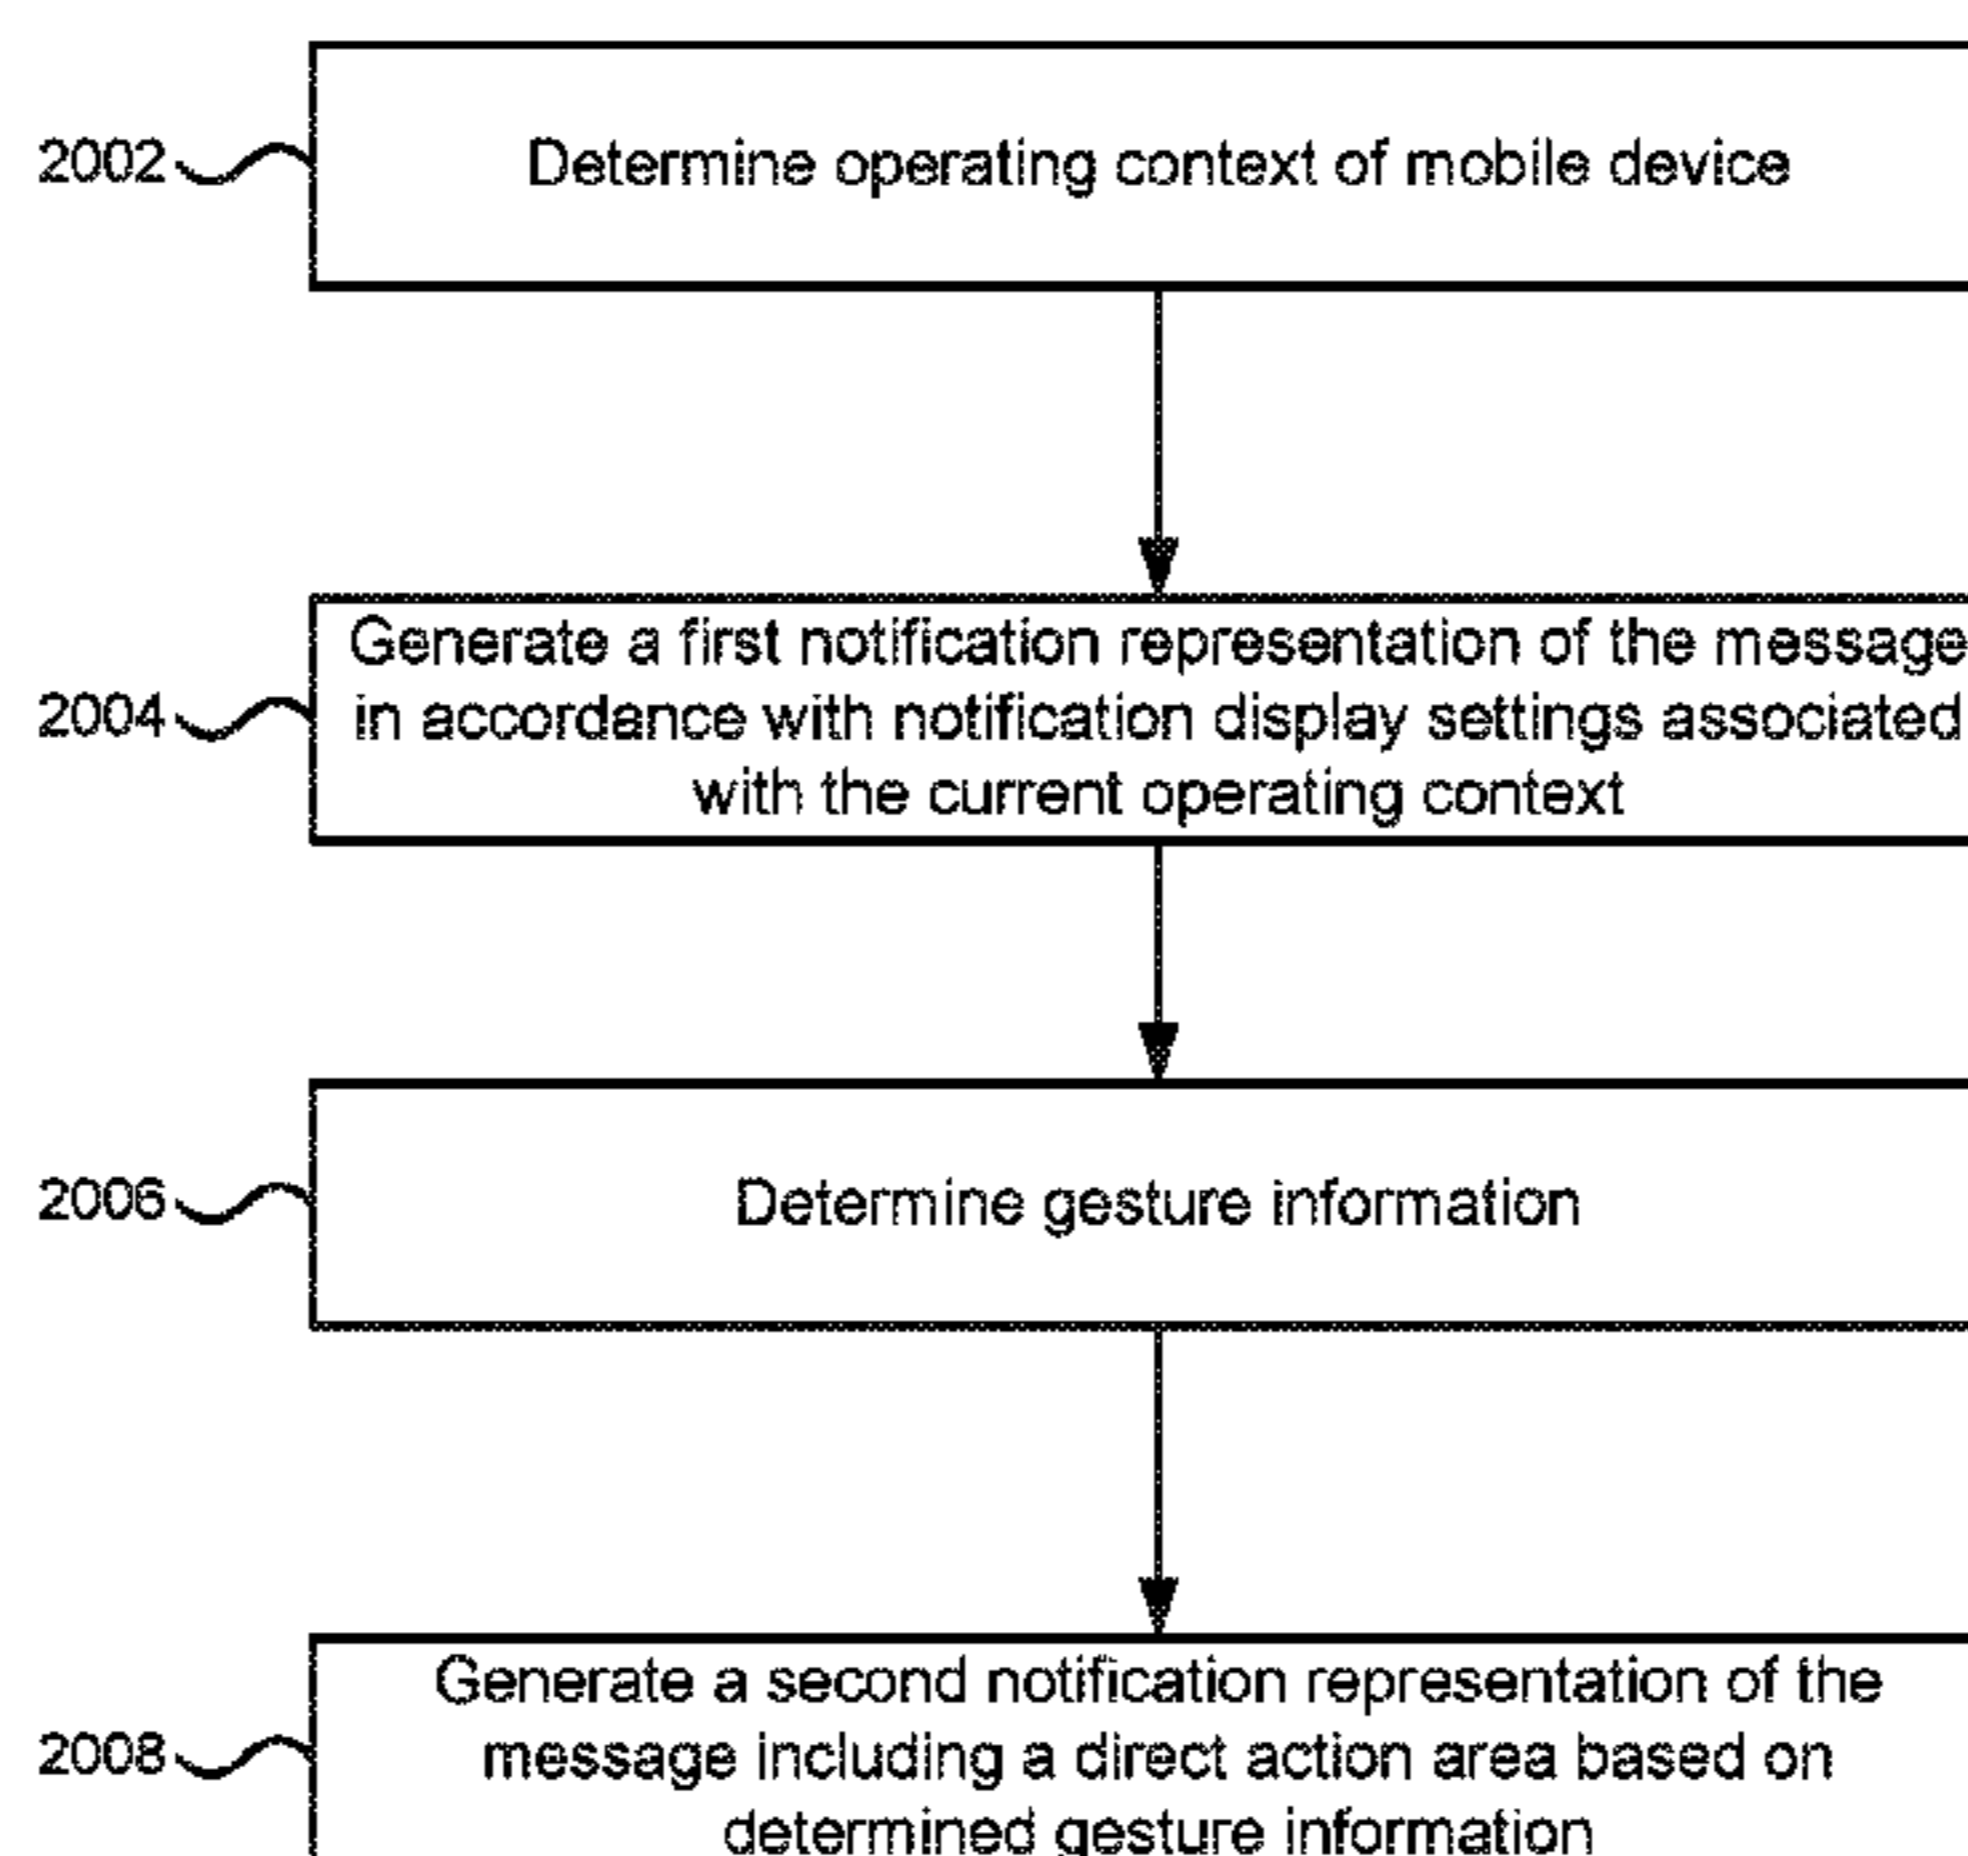 2002
Determine operating context of mobile device
Generate a first notification representation of the message
2004
in accordance with notification display settings associated
with the current operating context
2006
Determine gesture information
Generate a second notification representation of the
2008
message including a direct action area based on
determined gesture information